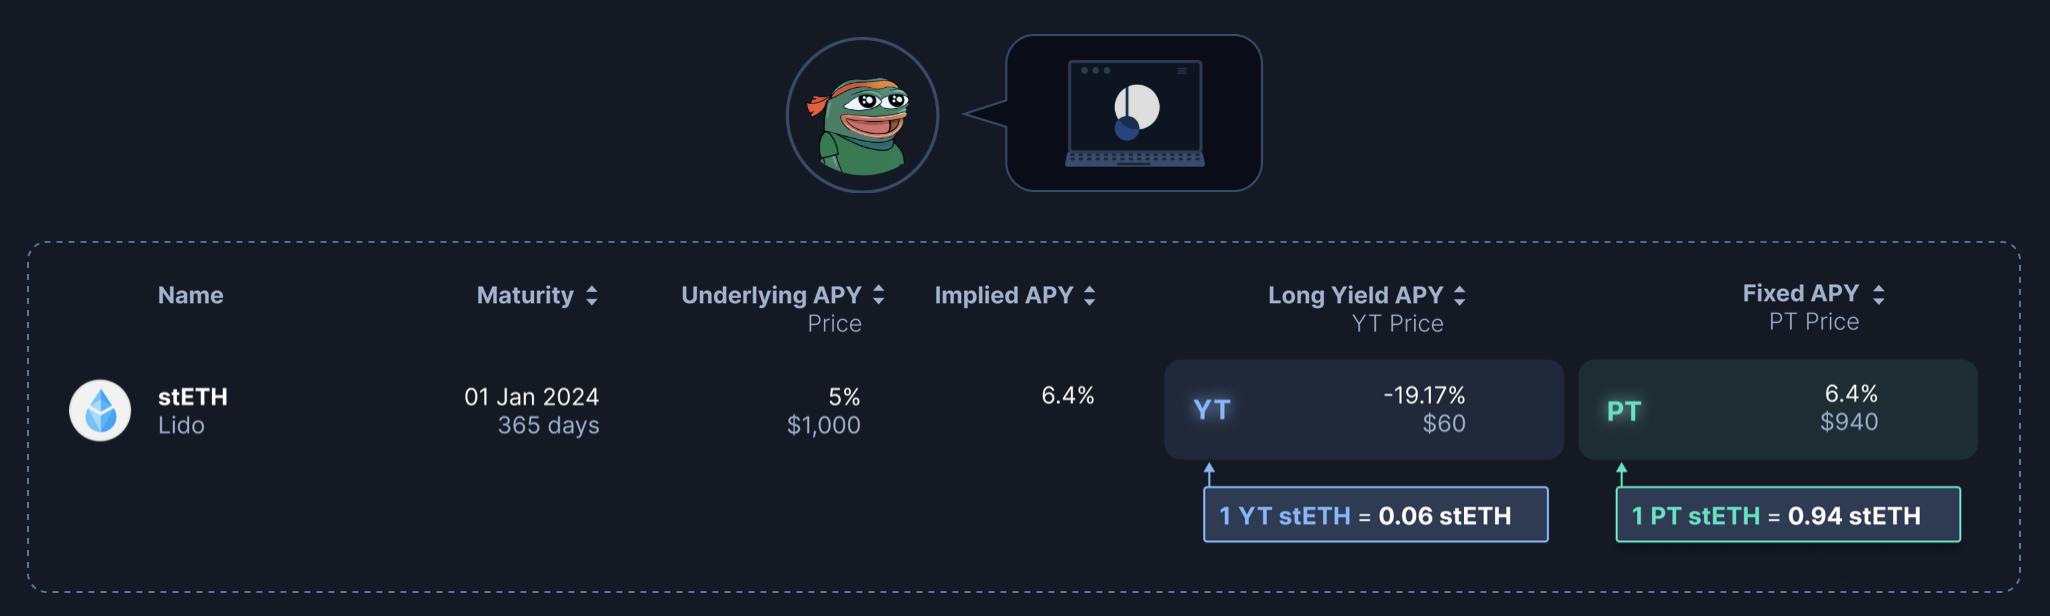 Name
Maturity
Underlying APY
Price
Implied APY
Long Yield APY
YT Price
Fixed APY
PT Price
stETH
Lido
01 Jan 2024
365 days
5%
$1,000
6.4%
YT
-19.17%
$60
PT
6.4%
$940
1 YT stETH = 0.06 stETH
1 PT stETH = 0.94 stETH